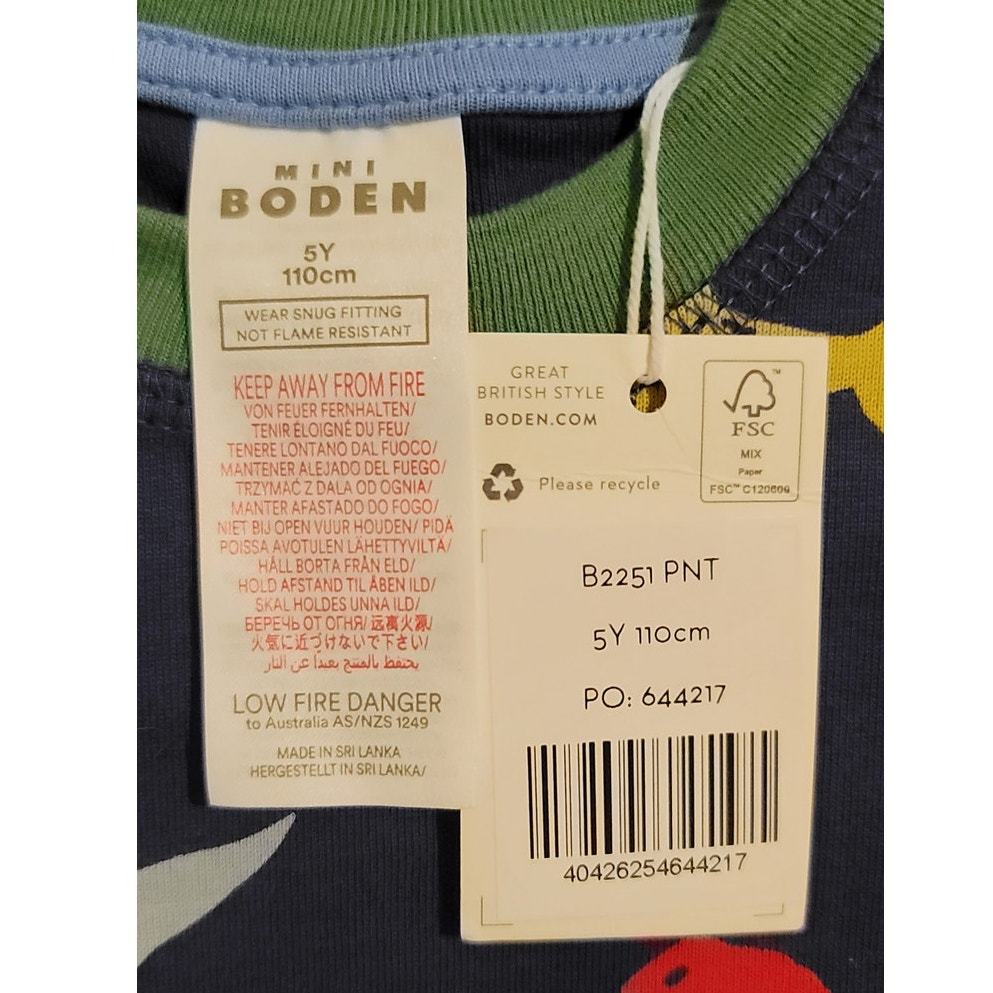 MINI
BODEN
5Y
110cm
WEAR SNUG FITTING
NOT FLAME RESISTANT
KEEP AWAY FROM FIRE
VON FEUER FERNHALTEN/
TENIR ÉLOIGNÉ DU FEU/
TENERE LONTANO DAL FUOCO/
MANTENER ALEJADO DEL FUEGO/
TRZYMAĆ Z DALA OD OGNIA/
MANTER AFASTADO DO FOGO/
NIET BIJ OPEN VUUR HOUDEN/ PIDÄ
POISSA AVOTULEN LÄHETTYVILTÄ/
HÅLL BORTA FRÅN ELD/
HOLD AFSTAND TIL ÅBEN ILD/
SKAL HOLDES UNNA ILD/
БЕРЕЧЬ ОТ ОГНЯ/ 远离火源/
火気に近づけないで下さい/
يحتفظ بالمنتج بعيدًا عن النار
LOW FIRE DANGER
to Australia AS/NZS 1249
MADE IN SRI LANKA
HERGESTELLT IN SRI LANKA/
GREAT
BRITISH STYLE
BODEN.COM
Please recycle
FSC
MIX
Paper
FSC™ C120609
B2251 PNT
5Y 110cm
PO: 644217
40426254644217